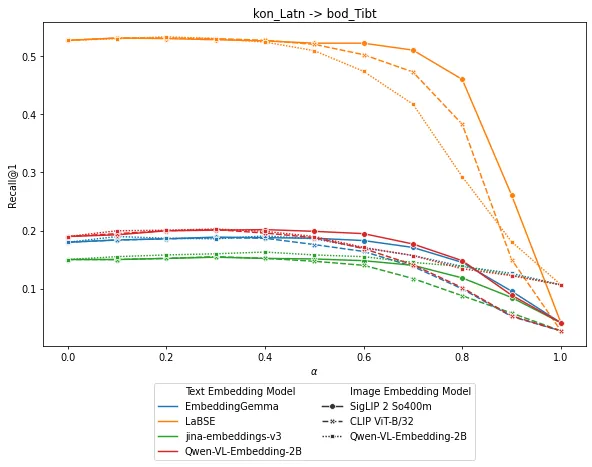 kon_Latn -> bod_Tibt
Recall@1
0.5
0.4
0.3
0.2
0.1
0.0 0.2 0.4 0.6 0.8 1.0
α
Text Embedding Model
EmbeddingGemma
LaBSE
jina-embeddings-v3
Qwen-VL-Embedding-2B
Image Embedding Model
SigLIP 2 So400m
CLIP ViT-B/32
Qwen-VL-Embedding-2B